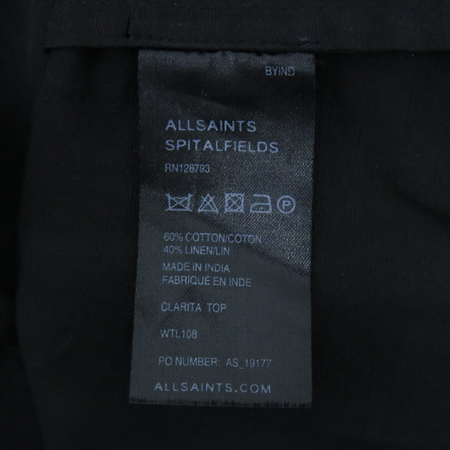 BYIND
ALLSAINTS
SPITALFIELDS
RN128793
60% COTTON/COTON
40% LINEN/LIN
MADE IN INDIA
FABRIQUE EN INDE
CLARITA TOP
WTL108
PO NUMBER: AS_19177
ALLSAINTS.COM